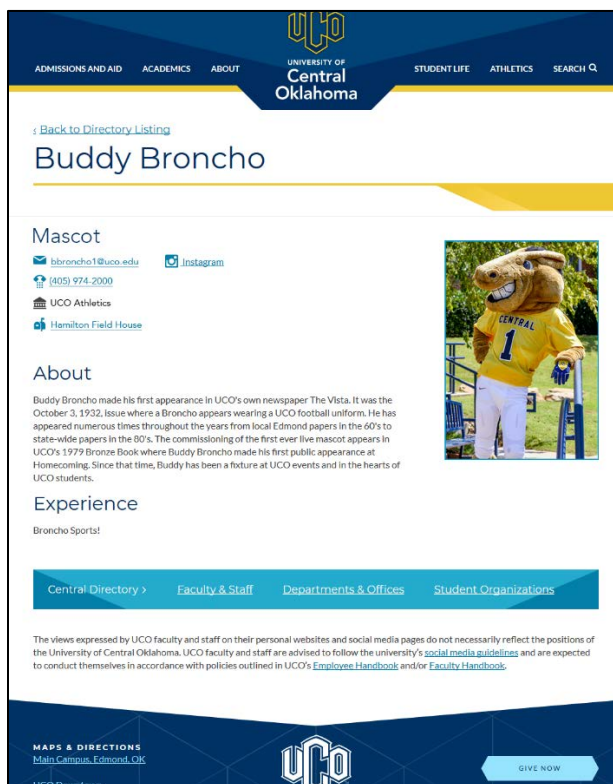 UCO
ADMISSIONS AND AID ACADEMICS ABOUT UNIVERSITY OF STUDENT LIFE ATHLETICS SEARCH
Central
Oklahoma
‹ Back to Directory Listing
Buddy Broncho
Mascot
bbroncho1@uco.edu Instagram
(405) 974-2000
UCO Athletics
Hamilton Field House
CENTRAL
1
About
Buddy Broncho made his first appearance in UCO's own newspaper The Vista. It was the
October 3, 1932, issue where a Broncho appears wearing a UCO football uniform. He has
appeared numerous times throughout the years from local Edmond papers in the 60's to
state-wide papers in the 80's. The commissioning of the first ever live mascot appears in
UCO's 1979 Bronze Book where Buddy Broncho made his first public appearance at
Homecoming. Since that time, Buddy has been a fixture at UCO events and in the hearts of
UCO students.
Experience
Broncho Sports!
Central Directory › Faculty & Staff Departments & Offices Student Organizations
The views expressed by UCO faculty and staff on their personal websites and social media pages do not necessarily reflect the positions of
the University of Central Oklahoma. UCO faculty and staff are advised to follow the university's social media guidelines and are expected
to conduct themselves in accordance with policies outlined in UCO's Employee Handbook and/or Faculty Handbook.
MAPS & DIRECTIONS
Main Campus, Edmond, OK
UCO
GIVE NOW